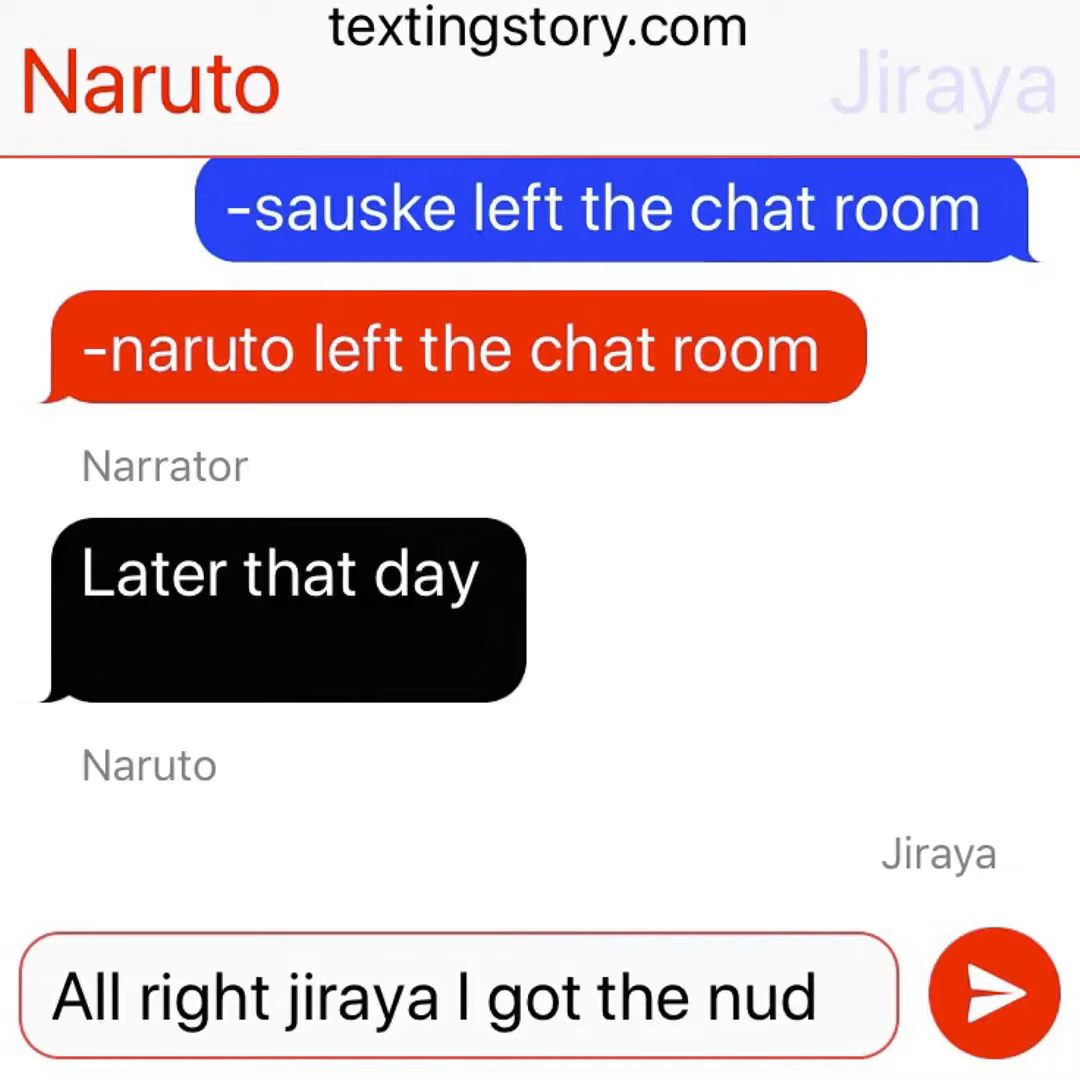 textingstory.com
Naruto Jiraya
-sauske left the chat room
-naruto left the chat room
Narrator
Later that day
Naruto
Jiraya
All right jiraya I got the nud